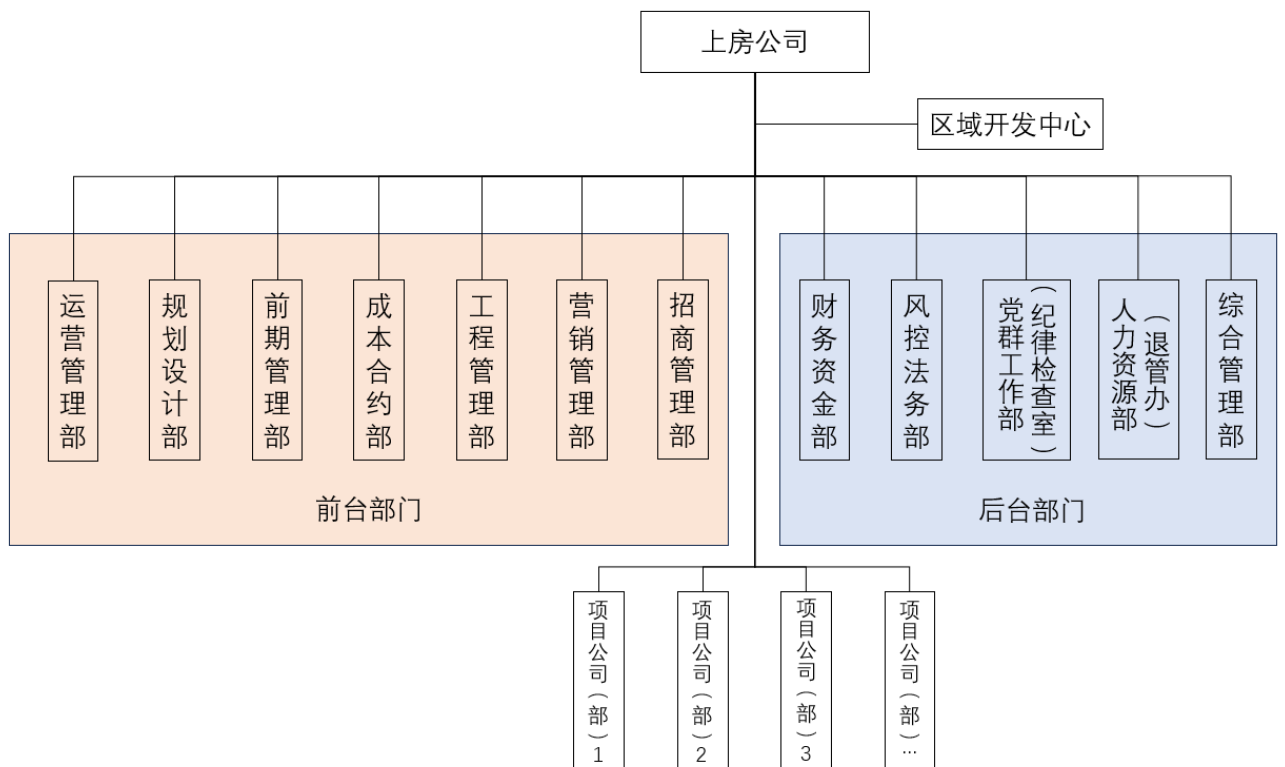 上房公司
区域开发中心
运营管理部
规划设计部
前期管理部
成本合约部
工程管理部
营销管理部
招商管理部
前台部门
财务资金部
风控法务部
党群工作部
（纪律检查室）
人力资源部
（退管办）
综合管理部
后台部门
项目公司（部）1
项目公司（部）2
项目公司（部）3
项目公司（部）…